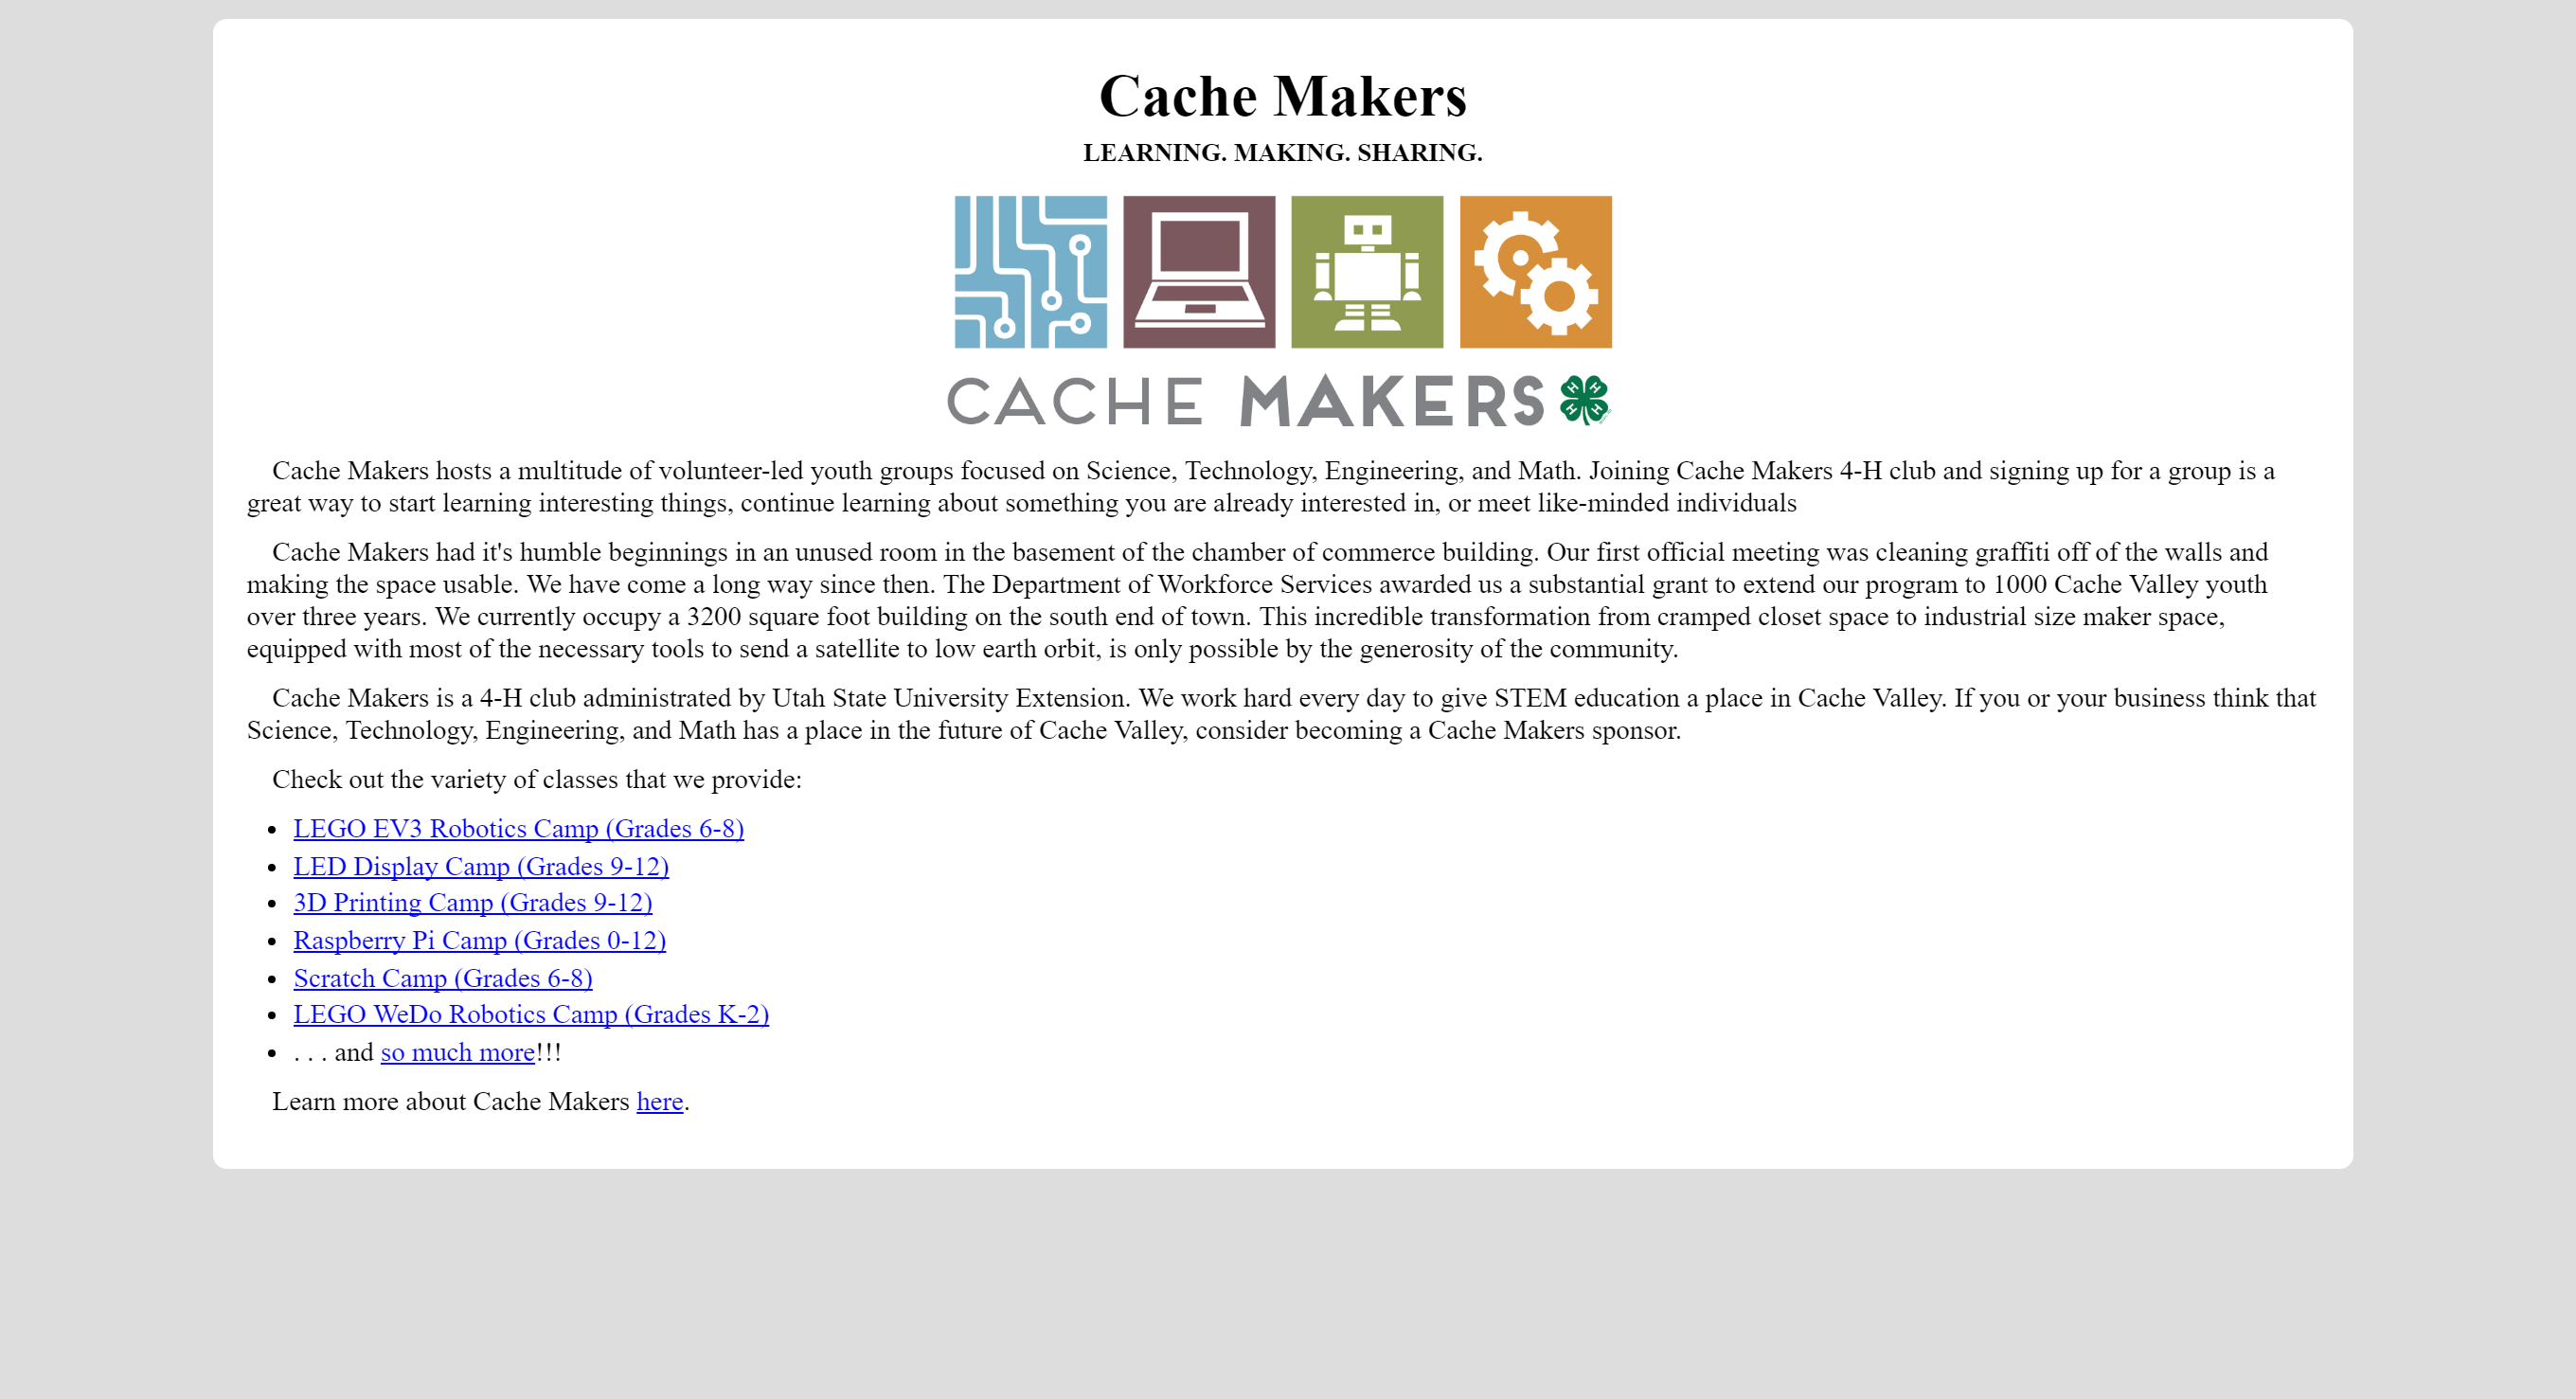 Cache Makers
LEARNING. MAKING. SHARING.
CACHE MAKERS
H H H H
Cache Makers hosts a multitude of volunteer-led youth groups focused on Science, Technology, Engineering, and Math. Joining Cache Makers 4-H club and signing up for a group is a
great way to start learning interesting things, continue learning about something you are already interested in, or meet like-minded individuals
Cache Makers had it's humble beginnings in an unused room in the basement of the chamber of commerce building. Our first official meeting was cleaning graffiti off of the walls and
making the space usable. We have come a long way since then. The Department of Workforce Services awarded us a substantial grant to extend our program to 1000 Cache Valley youth
over three years. We currently occupy a 3200 square foot building on the south end of town. This incredible transformation from cramped closet space to industrial size maker space,
equipped with most of the necessary tools to send a satellite to low earth orbit, is only possible by the generosity of the community.
Cache Makers is a 4-H club administrated by Utah State University Extension. We work hard every day to give STEM education a place in Cache Valley. If you or your business think that
Science, Technology, Engineering, and Math has a place in the future of Cache Valley, consider becoming a Cache Makers sponsor.
Check out the variety of classes that we provide:
LEGO EV3 Robotics Camp (Grades 6-8)
LED Display Camp (Grades 9-12)
3D Printing Camp (Grades 9-12)
Raspberry Pi Camp (Grades 0-12)
Scratch Camp (Grades 6-8)
LEGO WeDo Robotics Camp (Grades K-2)
. . . and so much more!!!
Learn more about Cache Makers here.